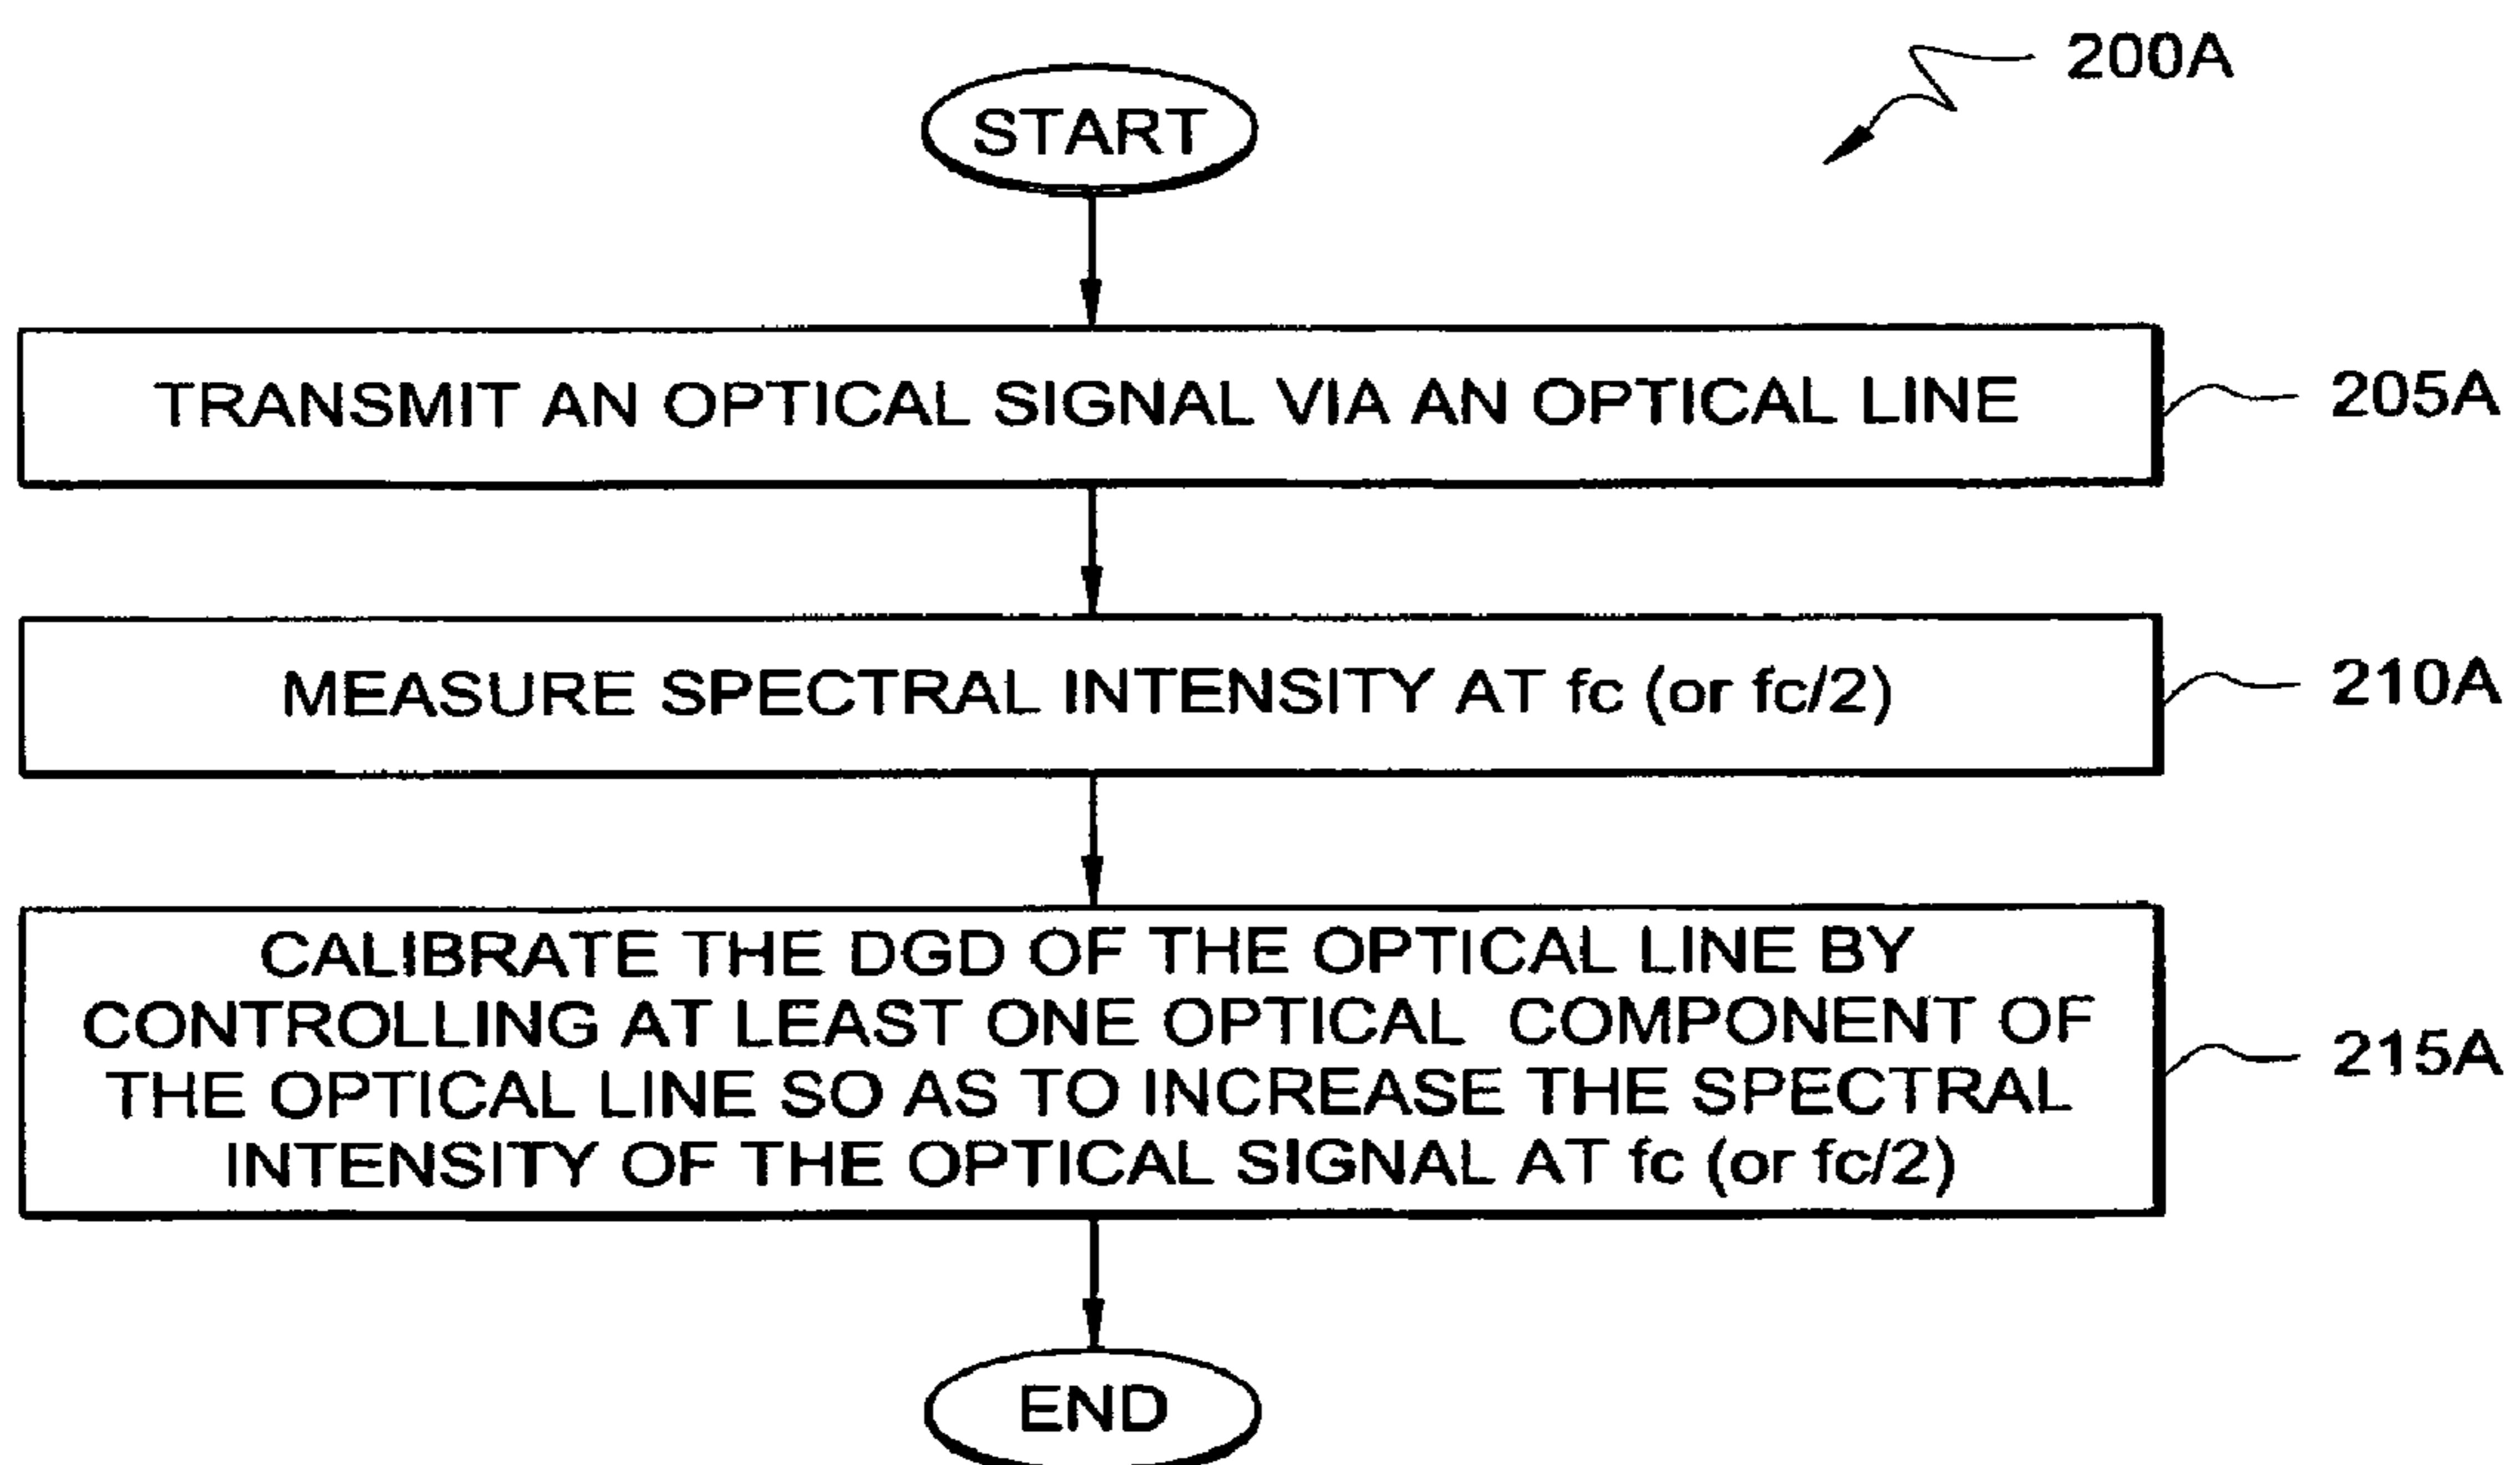 200A
START
TRANSMIT AN OPTICAL SIGNAL VIA AN OPTICAL LINE
205A
MEASURE SPECTRAL INTENSITY AT fc (or fc/2)
210A
CALIBRATE THE DGD OF THE OPTICAL LINE BY
CONTROLLING AT LEAST ONE OPTICAL COMPONENT OF
THE OPTICAL LINE SO AS TO INCREASE THE SPECTRAL
INTENSITY OF THE OPTICAL SIGNAL AT fc (or fc/2)
215A
END